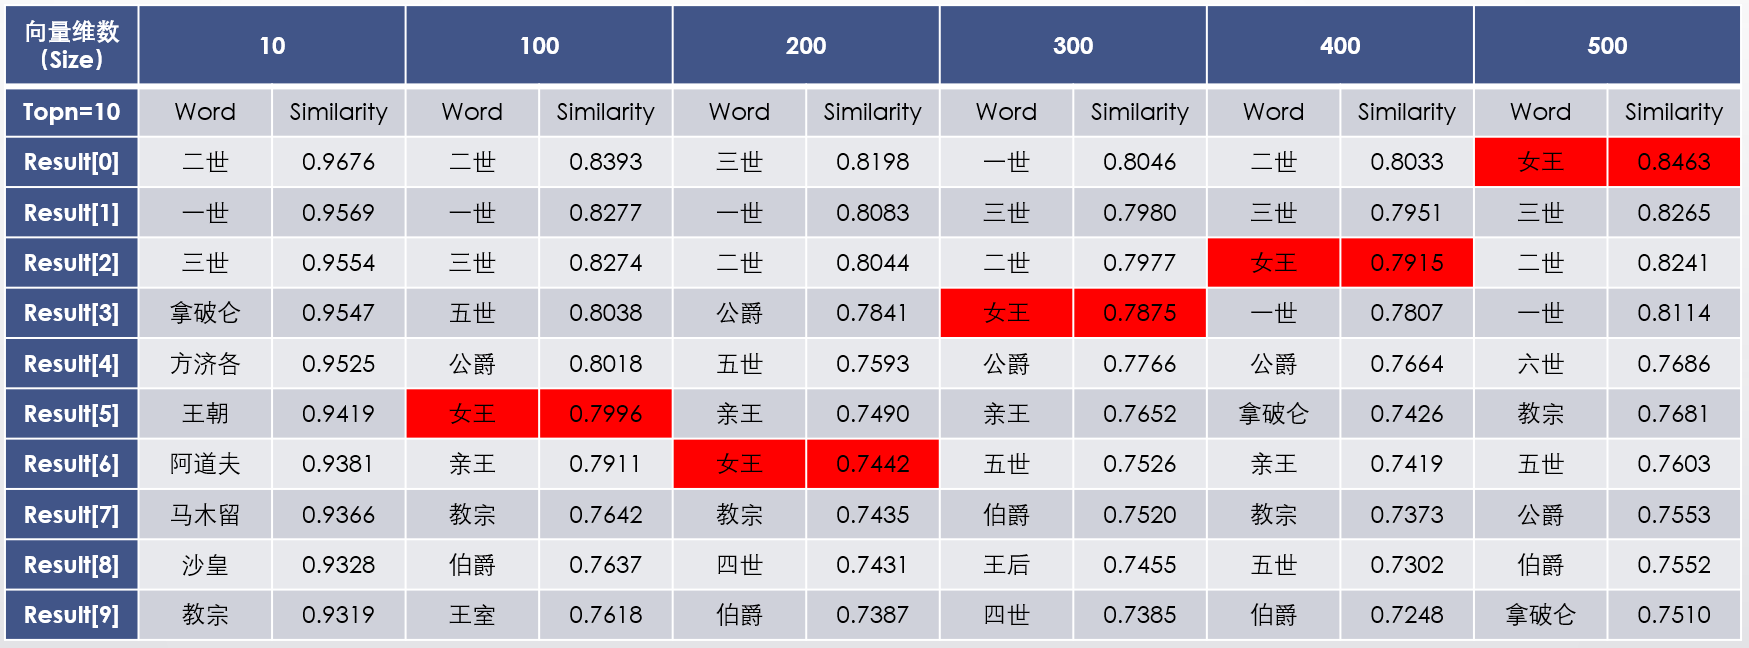 向量维数
（Size） 10 100 200 300 400 500
Topn=10 Word Similarity Word Similarity Word Similarity Word Similarity Word Similarity Word Similarity
Result[0] 二世 0.9676 二世 0.8393 三世 0.8198 一世 0.8046 二世 0.8033 女王 0.8463
Result[1] 一世 0.9569 一世 0.8277 一世 0.8083 三世 0.7980 三世 0.7951 三世 0.8265
Result[2] 三世 0.9554 三世 0.8274 二世 0.8044 二世 0.7977 女王 0.7915 二世 0.8241
Result[3] 拿破仑 0.9547 五世 0.8038 公爵 0.7841 女王 0.7875 一世 0.7807 一世 0.8114
Result[4] 方济各 0.9525 公爵 0.8018 五世 0.7593 公爵 0.7766 公爵 0.7664 六世 0.7686
Result[5] 王朝 0.9419 女王 0.7996 亲王 0.7490 亲王 0.7652 拿破仑 0.7426 教宗 0.7681
Result[6] 阿道夫 0.9381 亲王 0.7911 女王 0.7442 五世 0.7526 亲王 0.7419 五世 0.7603
Result[7] 马木留 0.9366 教宗 0.7642 教宗 0.7435 伯爵 0.7520 教宗 0.7373 公爵 0.7553
Result[8] 沙皇 0.9328 伯爵 0.7637 四世 0.7431 王后 0.7455 五世 0.7302 伯爵 0.7552
Result[9] 教宗 0.9319 王室 0.7618 伯爵 0.7387 四世 0.7385 伯爵 0.7248 拿破仑 0.7510